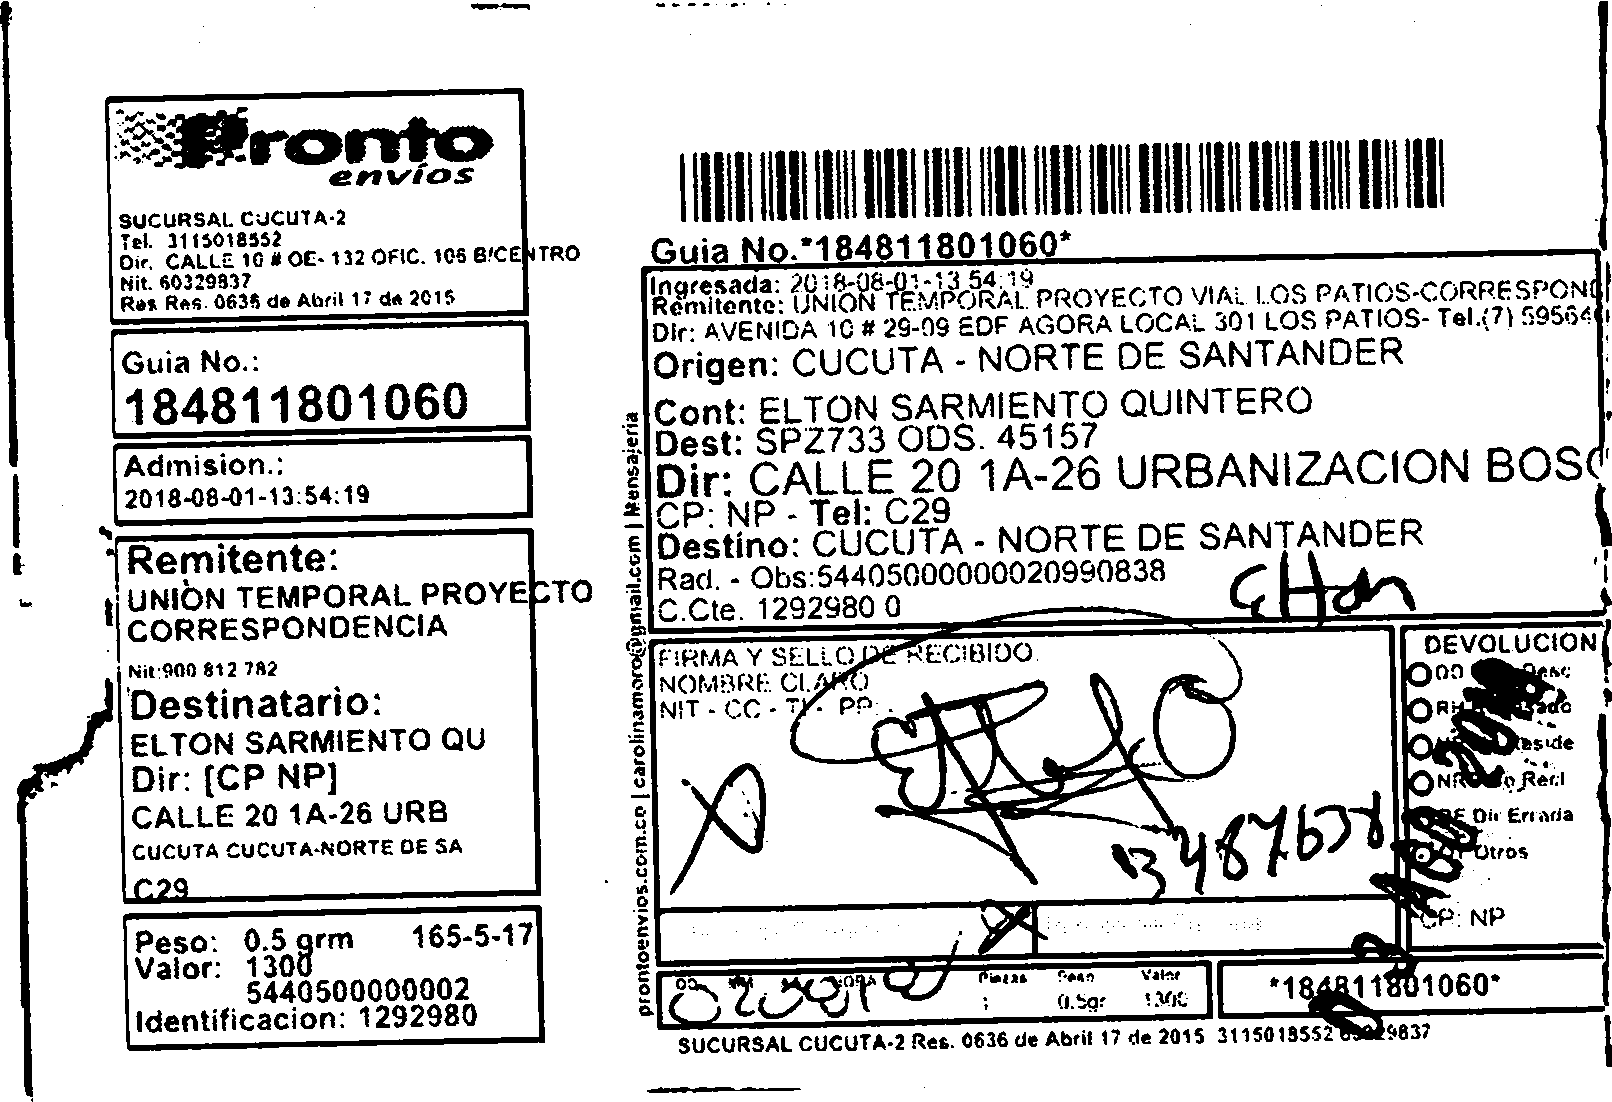 Pronto
envíos
SUCURSAL CUCUTA-2
Tel. 3115018552
Dir. CALLE 10 # OE- 132 OFIC. 106 B/CENTRO
Nit. 60329837
Res Res. 0636 de Abril 17 de 2015
Guia No.:
184811801060
Admision.:
2018-08-01-13:54:19
Remitente:
UNION TEMPORAL PROYECTO
CORRESPONDENCIA
Nit:900 812 782
Destinatario:
ELTON SARMIENTO QU
Dir: [CP NP]
CALLE 20 1A-26 URB
CUCUTA CUCUTA-NORTE DE SA
C29
Peso: 0.5 grm 165-5-17
Valor: 1300
5440500000002
Identificacion: 1292980
Guia No.*184811801060*
Ingresada: 2018-08-01-13:54:19
Remitente: UNION TEMPORAL PROYECTO VIAL LOS PATIOS-CORRESPOND
Dir: AVENIDA 10 # 29-09 EDF AGORA LOCAL 301 LOS PATIOS- Tel.(7) 59564
Origen: CUCUTA - NORTE DE SANTANDER
Cont: ELTON SARMIENTO QUINTERO
Dest: SPZ733 ODS. 45157
Dir: CALLE 20 1A-26 URBANIZACION BOSQ
CP: NP - Tel: C29
Destino: CUCUTA - NORTE DE SANTANDER
Rad. - Obs:54405000000020990838
C.Cte. 1292980 0
Elton
prontoenvios.com.co | carolinamoro@gmail.com | Mensajeria
FIRMA Y SELLO DE RECIBIDO
NOMBRE CLARO
NIT - CC - TI - PP
13487638
DEVOLUCION
Dir Errada
Otros
CP: NP
HORA Piezas Peso Valor
1 0.5gr 1300
*184811801060*
SUCURSAL CUCUTA-2 Res. 0636 de Abril 17 de 2015 3115018552 60329837